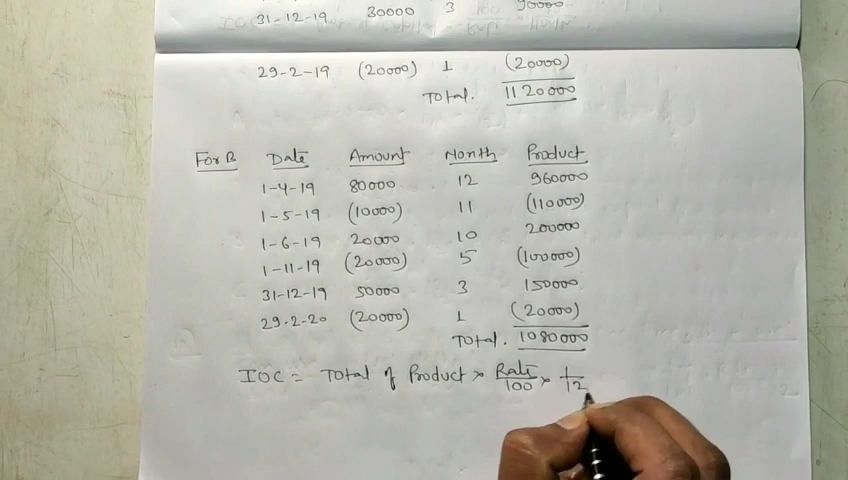 31-12-19 30000 3 90000
29-2-19 (20000) 1 (20000)
Total. 1120000
For B Date Amount Month Product
1-4-19 80000 12 960000
1-5-19 (10000) 11 (110000)
1-6-19 20000 10 200000
1-11-19 (20000) 5 (100000)
31-12-19 50000 3 150000
29-2-20 (20000) 1 (20000)
Total. 1080000
IOC = Total of Product × Rate/100 × 1/12